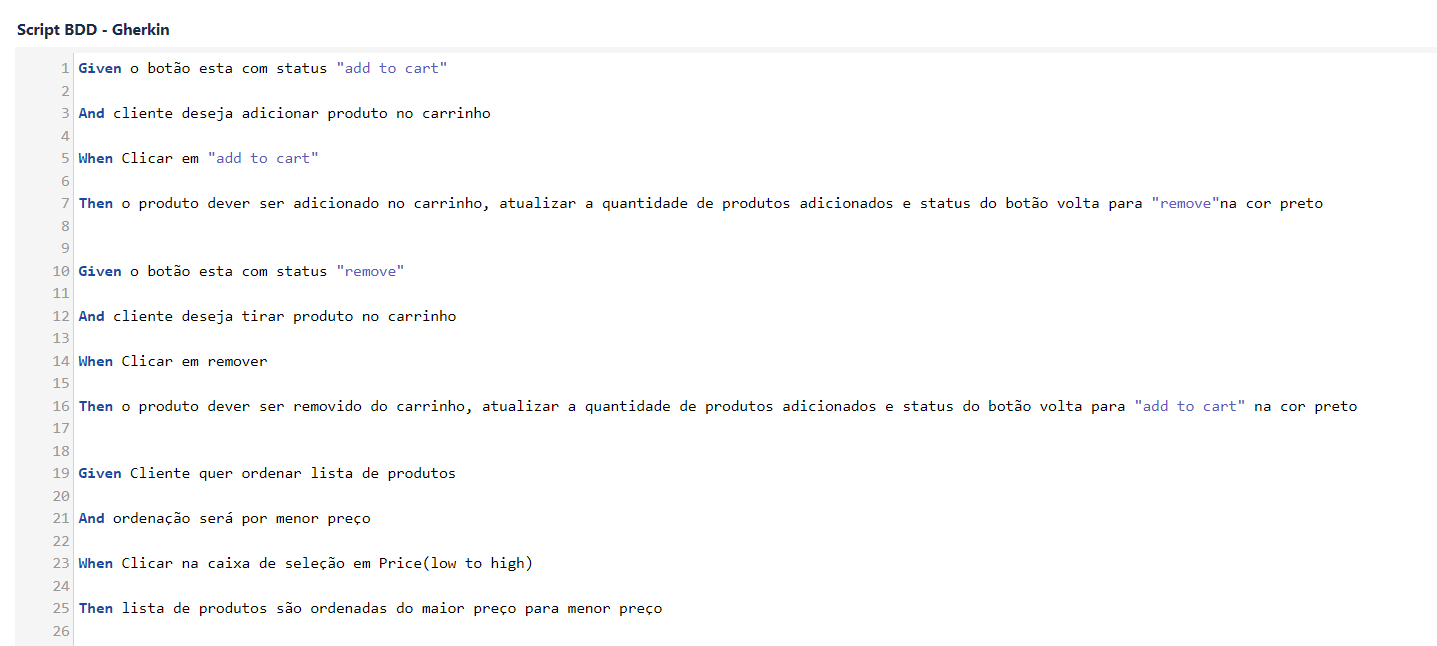 Script BDD - Gherkin
1 Given o botão esta com status "add to cart"
2
3 And cliente deseja adicionar produto no carrinho
4
5 When Clicar em "add to cart"
6
7 Then o produto dever ser adicionado no carrinho, atualizar a quantidade de produtos adicionados e status do botão volta para "remove"na cor preto
8
9
10 Given o botão esta com status "remove"
11
12 And cliente deseja tirar produto no carrinho
13
14 When Clicar em remover
15
16 Then o produto dever ser removido do carrinho, atualizar a quantidade de produtos adicionados e status do botão volta para "add to cart" na cor preto
17
18
19 Given Cliente quer ordenar lista de produtos
20
21 And ordenação será por menor preço
22
23 When Clicar na caixa de seleção em Price(low to high)
24
25 Then lista de produtos são ordenadas do maior preço para menor preço
26